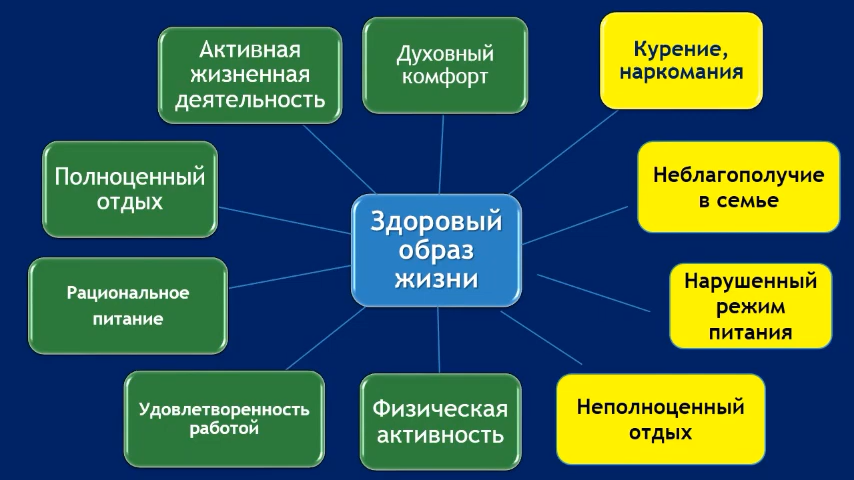 Активная
жизненная
деятельность
Духовный
комфорт
Курение,
наркомания
Полноценный
отдых
Неблагополучие
в семье
Здоровый
образ
жизни
Рациональное
питание
Нарушенный
режим
питания
Удовлетворенность
работой
Физическая
активность
Неполноценный
отдых